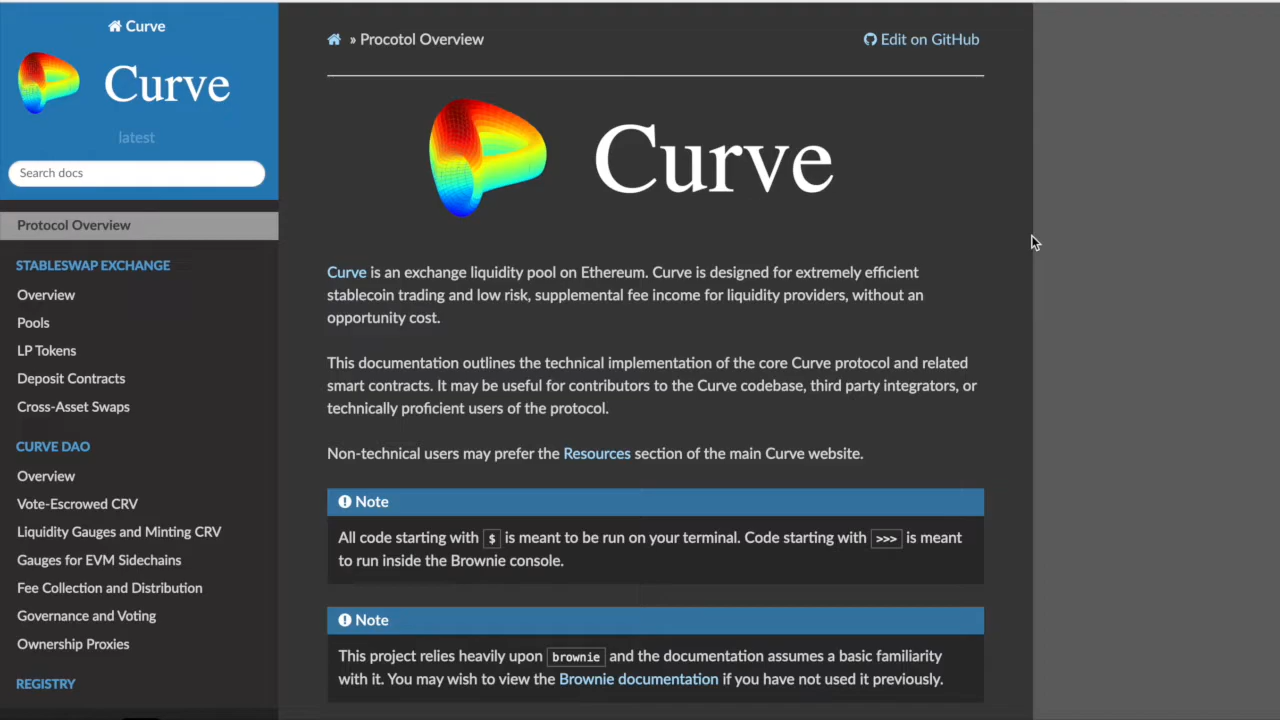 Curve
Curve
latest
Search docs
Protocol Overview
STABLESWAP EXCHANGE
Overview
Pools
LP Tokens
Deposit Contracts
Cross-Asset Swaps
CURVE DAO
Overview
Vote-Escrowed CRV
Liquidity Gauges and Minting CRV
Gauges for EVM Sidechains
Fee Collection and Distribution
Governance and Voting
Ownership Proxies
REGISTRY
» Procotol Overview
Edit on GitHub
Curve
Curve is an exchange liquidity pool on Ethereum. Curve is designed for extremely efficient
stablecoin trading and low risk, supplemental fee income for liquidity providers, without an
opportunity cost.
This documentation outlines the technical implementation of the core Curve protocol and related
smart contracts. It may be useful for contributors to the Curve codebase, third party integrators, or
technically proficient users of the protocol.
Non-technical users may prefer the Resources section of the main Curve website.
Note
All code starting with $ is meant to be run on your terminal. Code starting with >>> is meant
to run inside the Brownie console.
Note
This project relies heavily upon brownie and the documentation assumes a basic familiarity
with it. You may wish to view the Brownie documentation if you have not used it previously.